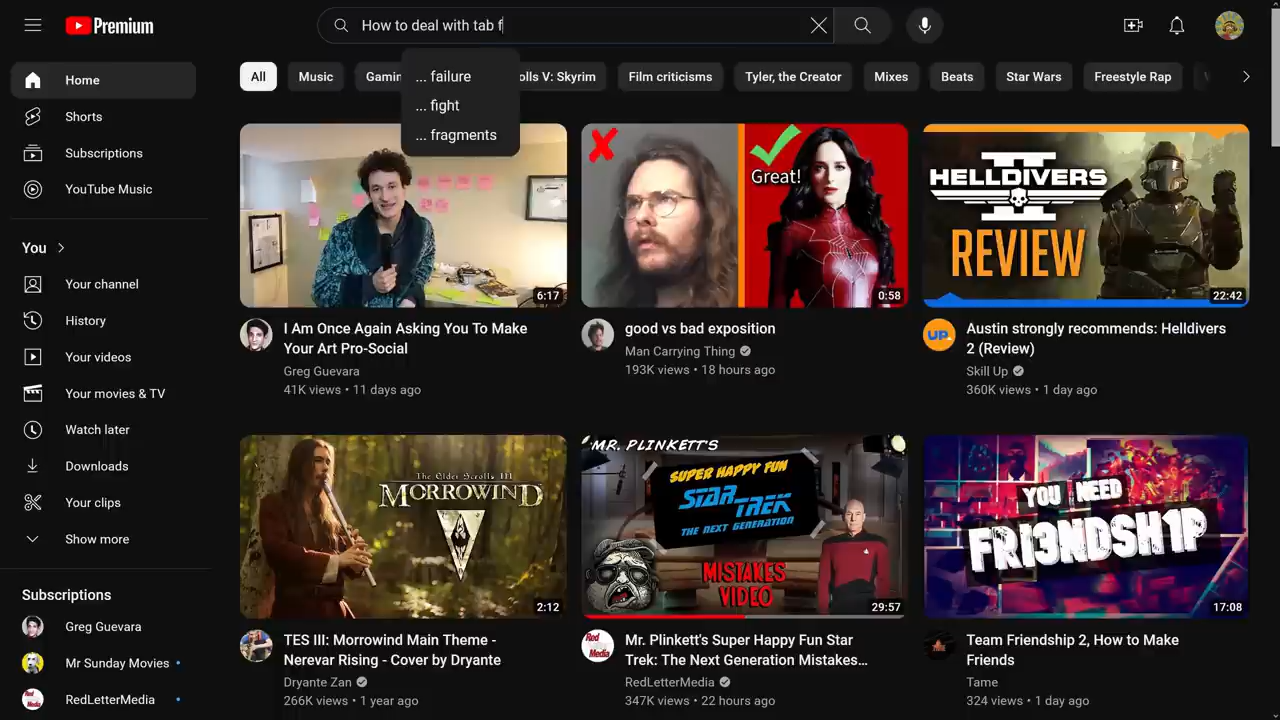 Premium
How to deal with tab f
... failure
... fight
... fragments
All
Music
Gamin
olls V: Skyrim
Film criticisms
Tyler, the Creator
Mixes
Beats
Star Wars
Freestyle Rap
Home
Shorts
Subscriptions
YouTube Music
You
Your channel
History
Your videos
Your movies & TV
Watch later
Downloads
Your clips
Show more
Subscriptions
Greg Guevara
Mr Sunday Movies
RedLetterMedia
6:17
I Am Once Again Asking You To Make
Your Art Pro-Social
Greg Guevara
41K views • 11 days ago
Great!
0:58
good vs bad exposition
Man Carrying Thing
193K views • 18 hours ago
HELLDIVERS
II
REVIEW
22:42
UP.
Austin strongly recommends: Helldivers
2 (Review)
Skill Up
360K views • 1 day ago
The Elder Scrolls III
MORROWIND
2:12
TES III: Morrowind Main Theme -
Nerevar Rising - Cover by Dryante
Dryante Zan
266K views • 1 year ago
MR. PLINKETT'S
SUPER HAPPY FUN
STAR TREK
THE NEXT GENERATION
MISTAKES
VIDEO
29:57
Red Letter Media
Mr. Plinkett's Super Happy Fun Star
Trek: The Next Generation Mistakes...
RedLetterMedia
347K views • 22 hours ago
YOU NEED
FRI3NDSH1P
17:08
Team Friendship 2, How to Make
Friends
Tame
324 views • 1 day ago